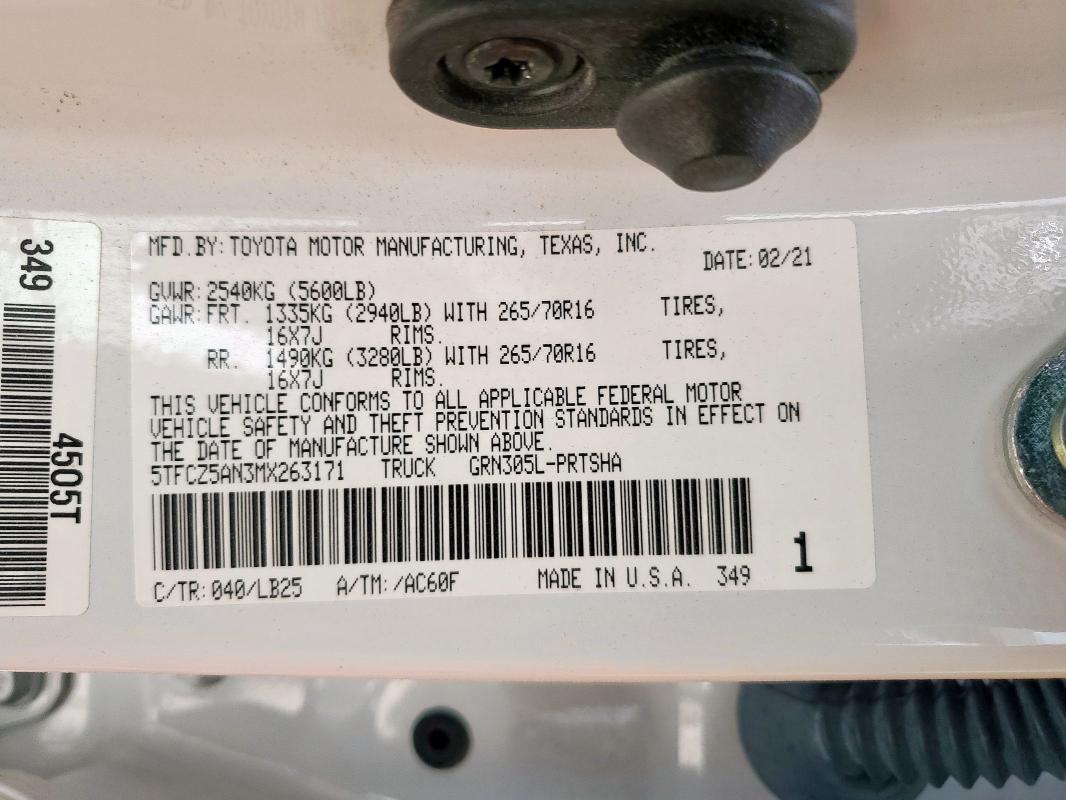 MFD.BY: TOYOTA MOTOR MANUFACTURING, TEXAS, INC.
DATE: 02/21
GVWR: 2540KG (5600LB)
GAWR: FRT. 1335KG (2940LB) WITH 265/70R16 TIRES,
16X7J RIMS.
RR. 1490KG (3280LB) WITH 265/70R16 TIRES,
16X7J RIMS.
THIS VEHICLE CONFORMS TO ALL APPLICABLE FEDERAL MOTOR
VEHICLE SAFETY AND THEFT PREVENTION STANDARDS IN EFFECT ON
THE DATE OF MANUFACTURE SHOWN ABOVE.
5TFCZ5AN3MX263171 TRUCK GRN305L-PRTSHA
C/TR: 040/LB25 A/TM: /AC60F MADE IN U.S.A. 349
1
349
4505T